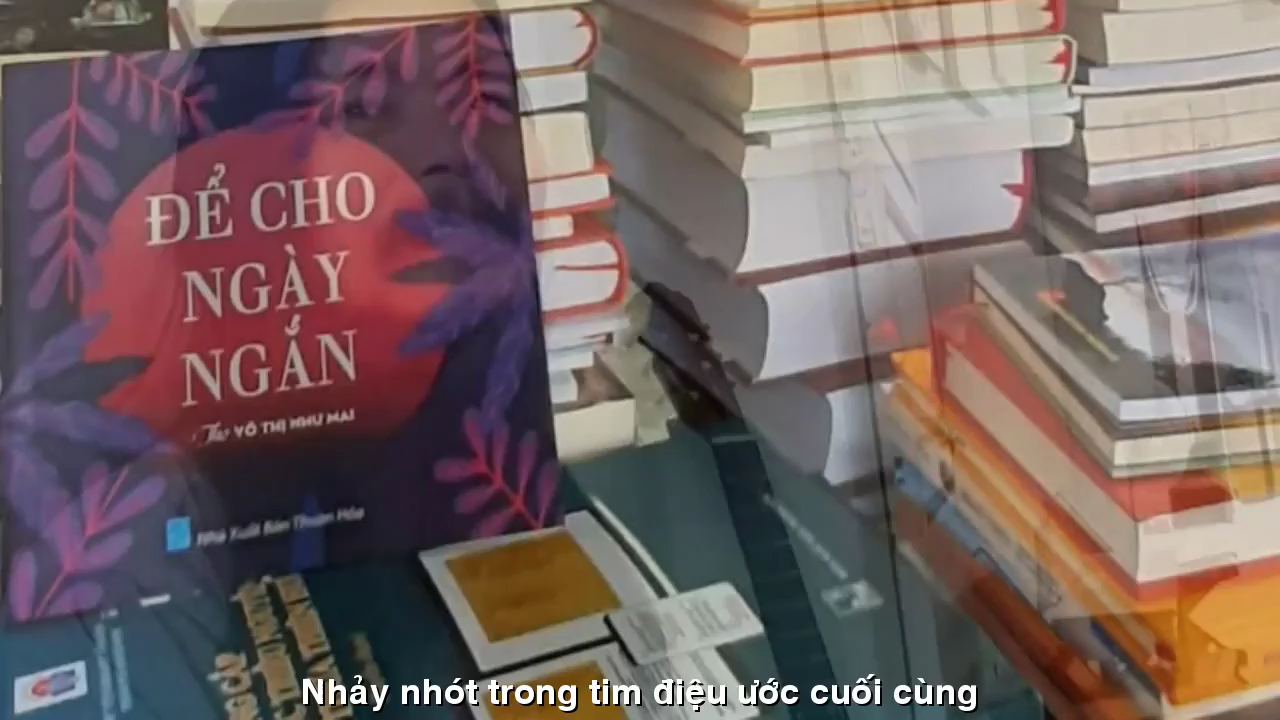 ĐỂ CHO
NGÀY
NGẮN
Thơ VÕ THỊ NHƯ MAI
Nhà Xuất Bản Thuận Hóa
Nhảy nhót trong tim điệu ước cuối cùng